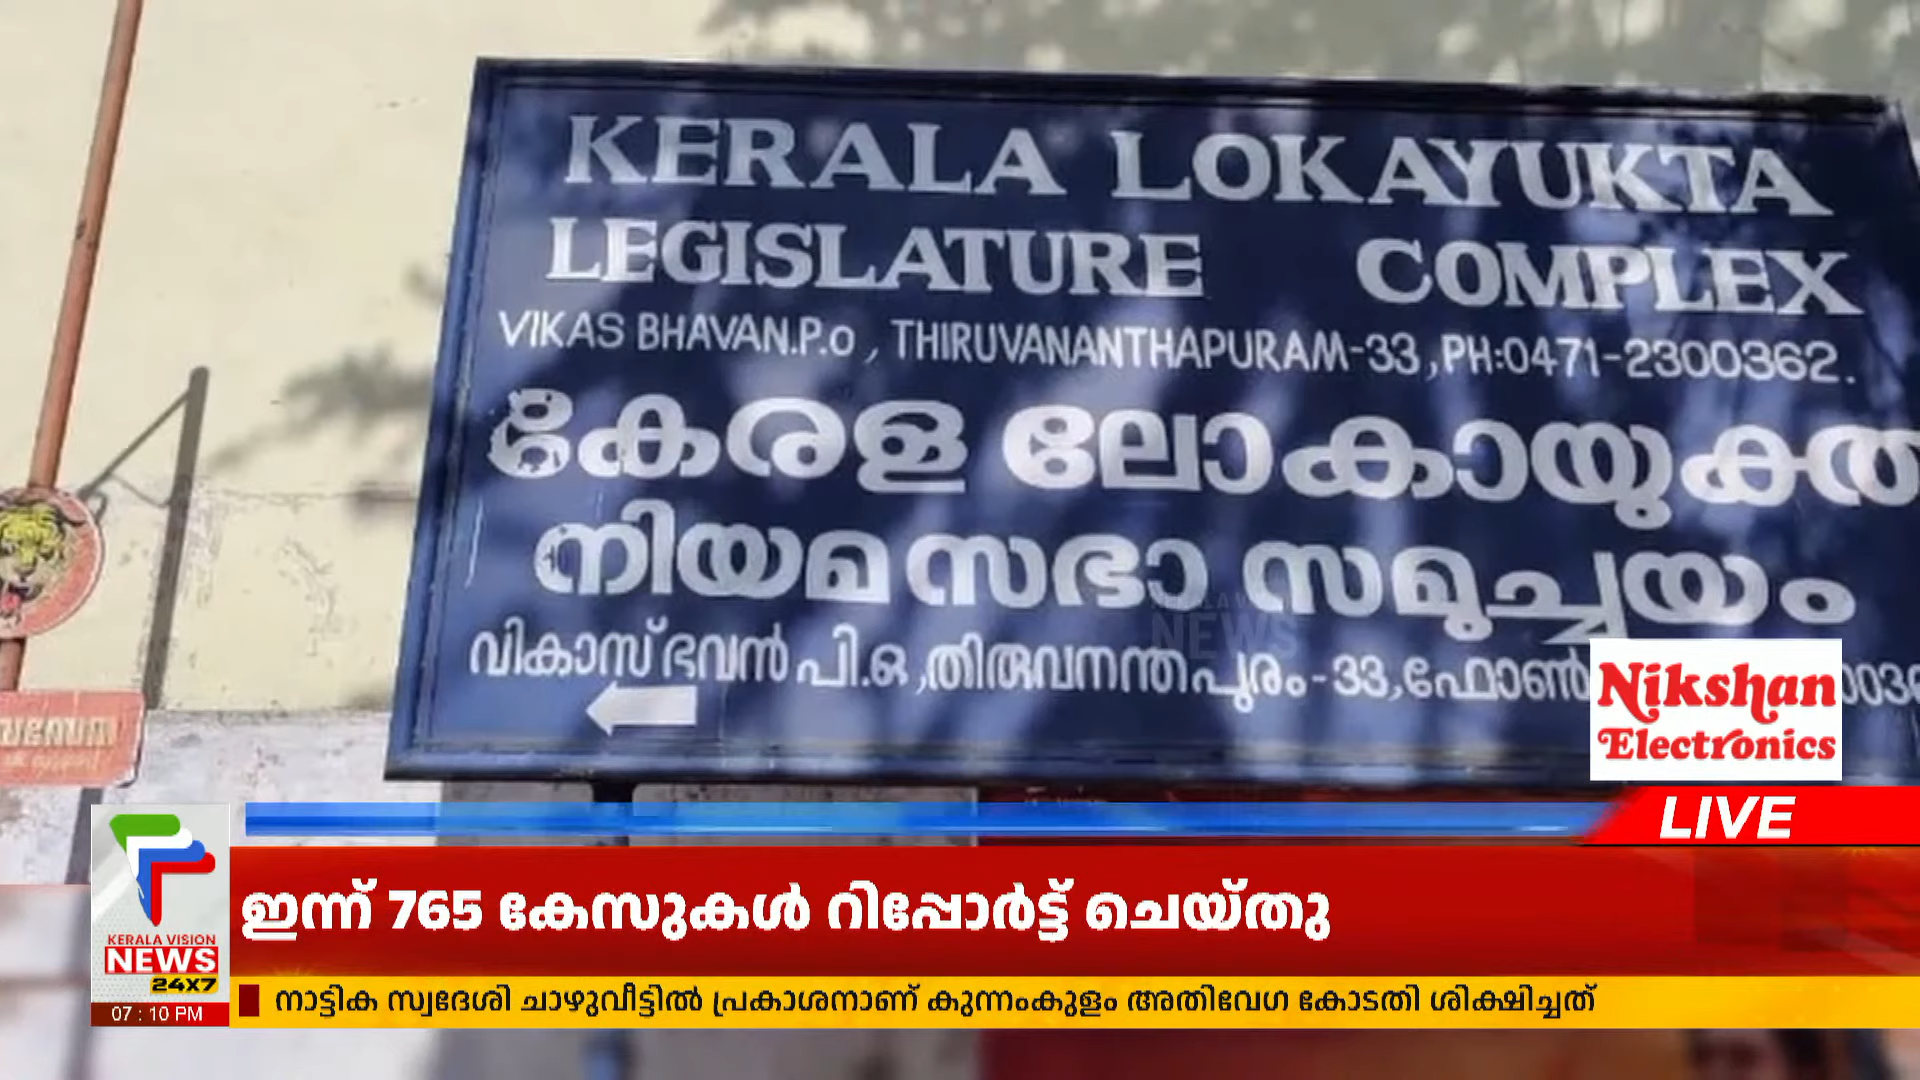 KERALA LOKAYUKTA
LEGISLATURE COMPLEX
VIKAS BHAVAN.P.o , THIRUVANANTHAPURAM-33,PH:0471-2300362.
കേരള ലോകായുക്ത
നിയമസഭാ സമുച്ചയം
വികാസ് ഭവൻ പി.ഒ ,തിരുവനന്തപുരം-33,ഫോൺ
Nikshan
Electronics
LIVE
ഇന്ന് 765 കേസുകൾ റിപ്പോർട്ട് ചെയ്തു
KERALA VISION
NEWS
24X7
07 : 10 PM
നാട്ടിക സ്വദേശി ചാഴുവീട്ടിൽ പ്രകാശനാണ് കുന്നംകുളം അതിവേഗ കോടതി ശിക്ഷിച്ചത്